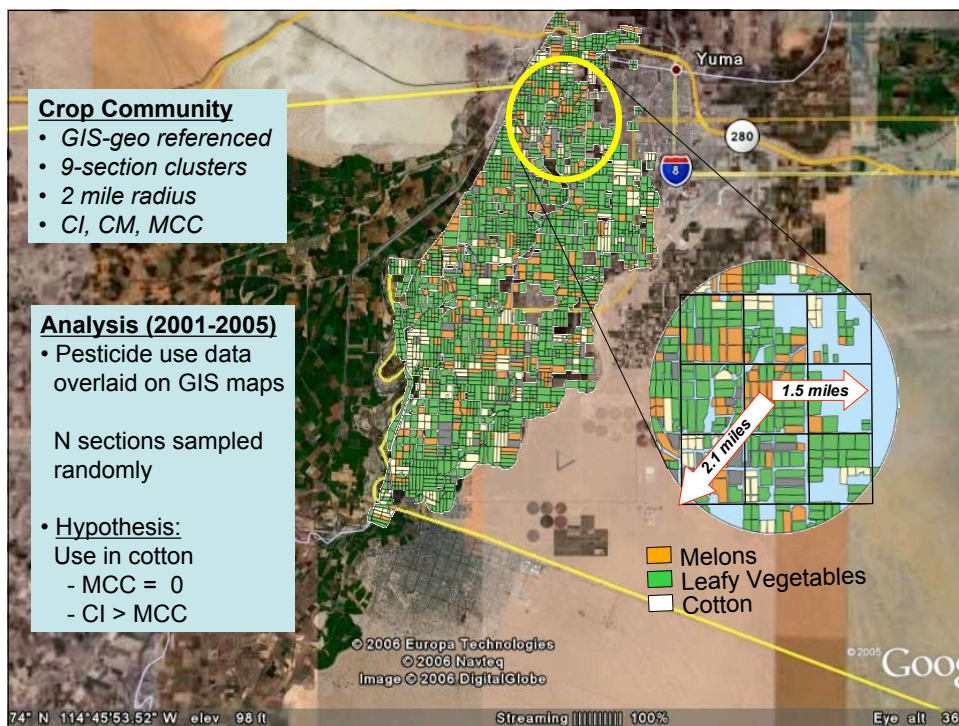 Yuma
280
8
Crop Community
• GIS-geo referenced
• 9-section clusters
• 2 mile radius
• CI, CM, MCC
Analysis (2001-2005)
• Pesticide use data
overlaid on GIS maps
N sections sampled
randomly
• Hypothesis:
Use in cotton
- MCC = 0
- CI > MCC
1.5 miles
2.1 miles
Melons
Leafy Vegetables
Cotton
© 2006 Europa Technologies
© 2006 Navteq
Image © 2006 DigitalGlobe
© 2005
Goog
74" N 114°45'53.52" W elev 98 ft
Streaming |||||||||| 100%
Eye alt 36